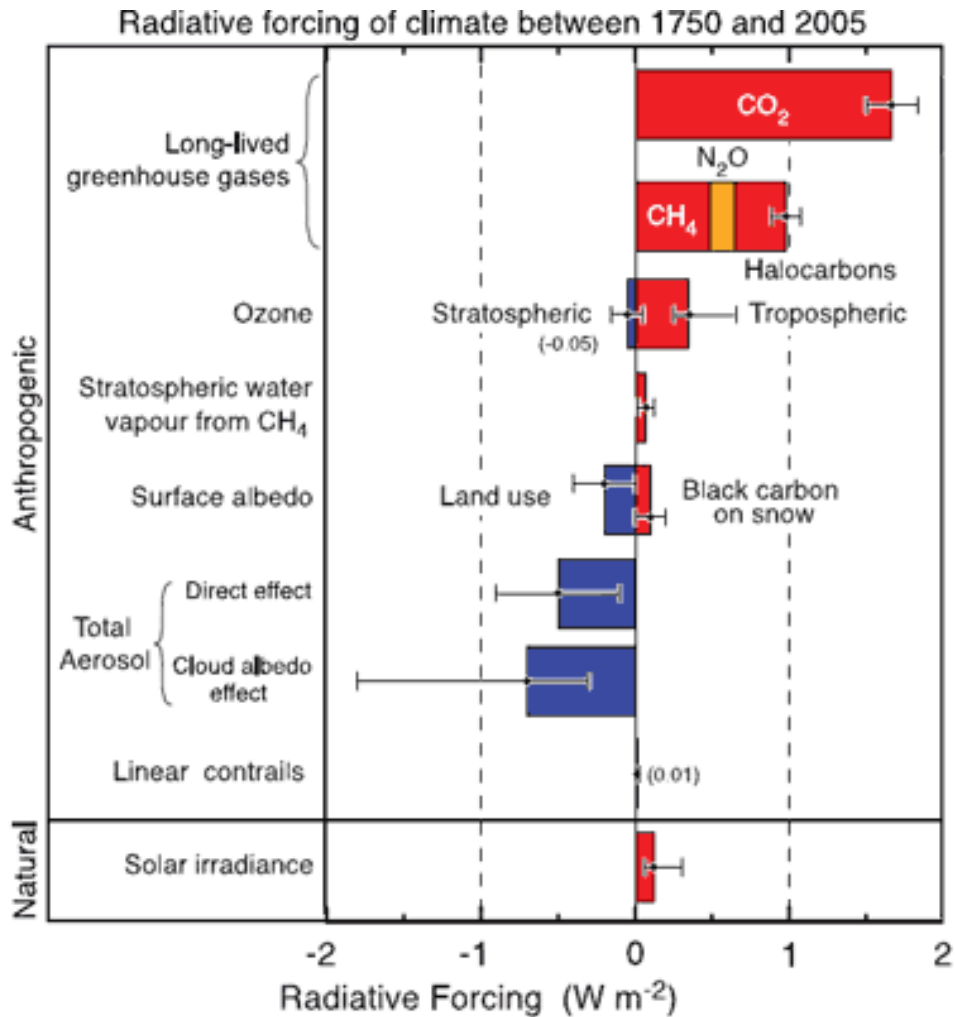 Radiative forcing of climate between 1750 and 2005
Anthropogenic
Long-lived
greenhouse gases
CO₂
N₂O
CH₄
Halocarbons
Ozone
Stratospheric
(-0.05)
Tropospheric
Stratospheric water
vapour from CH₄
Surface albedo
Land use
Black carbon
on snow
Total
Aerosol
Direct effect
Cloud albedo
effect
Linear contrails
(0.01)
Natural
Solar irradiance
-2 -1 0 1 2
Radiative Forcing (W m⁻²)